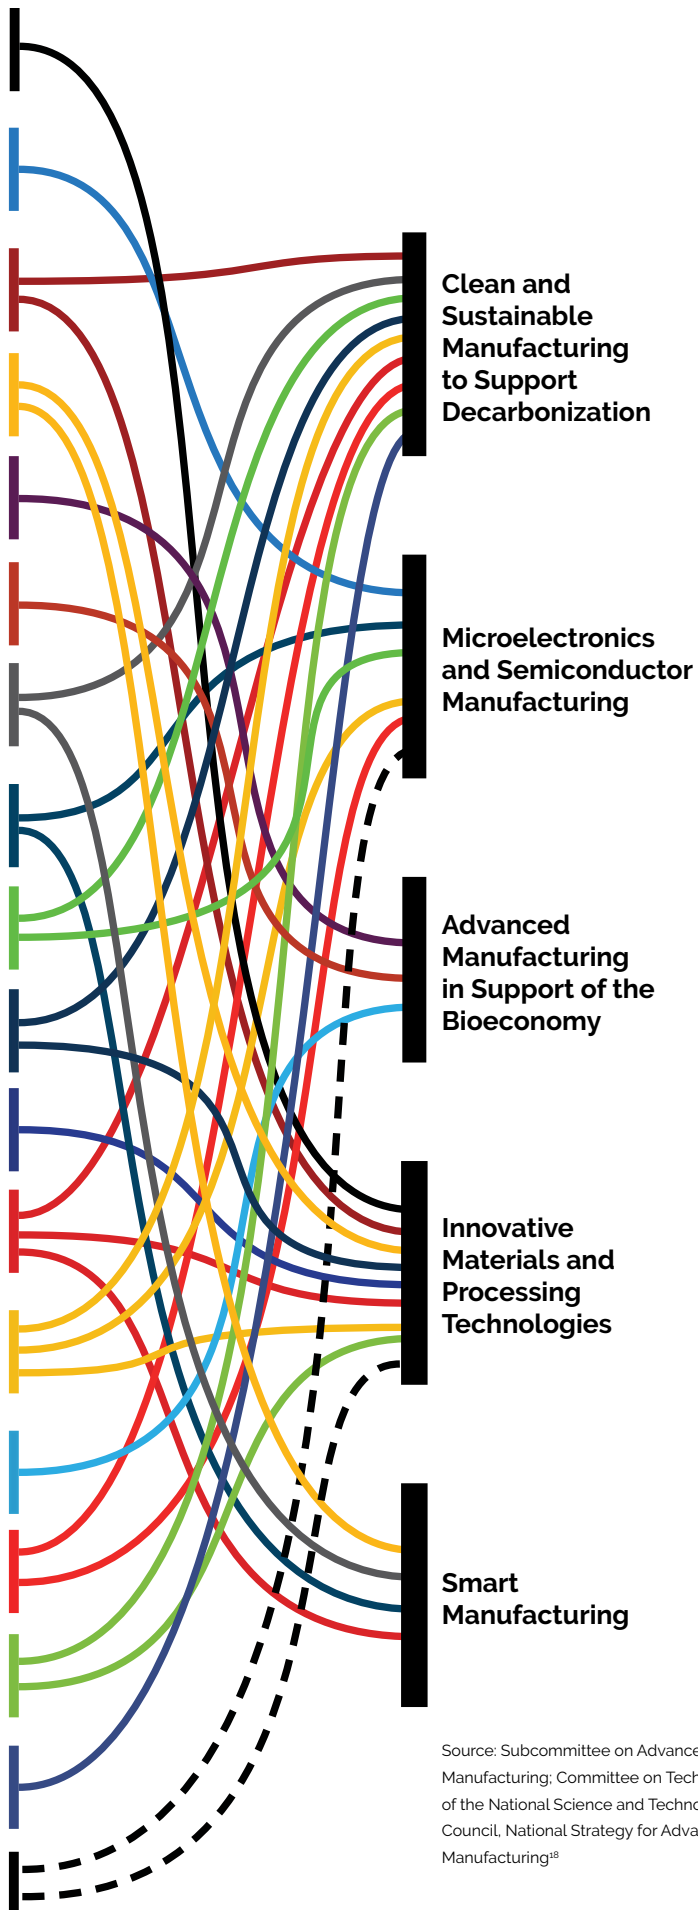 Clean and
Sustainable
Manufacturing
to Support
Decarbonization
Microelectronics
and Semiconductor
Manufacturing
Advanced
Manufacturing
in Support of the
Bioeconomy
Innovative
Materials and
Processing
Technologies
Smart
Manufacturing
Source: Subcommittee on Advance
Manufacturing; Committee on Tech
of the National Science and Techno
Council, National Strategy for Adva
Manufacturing¹⁸